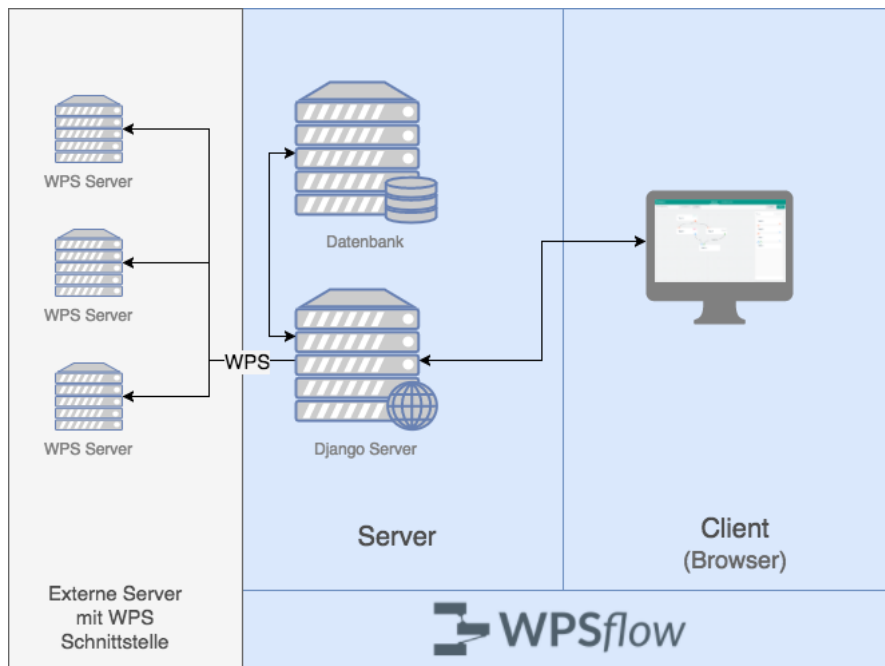 WPS Server
WPS Server
WPS Server
Externe Server
mit WPS
Schnittstelle
WPS
Datenbank
Django Server
Server
Client
(Browser)
WPSflow